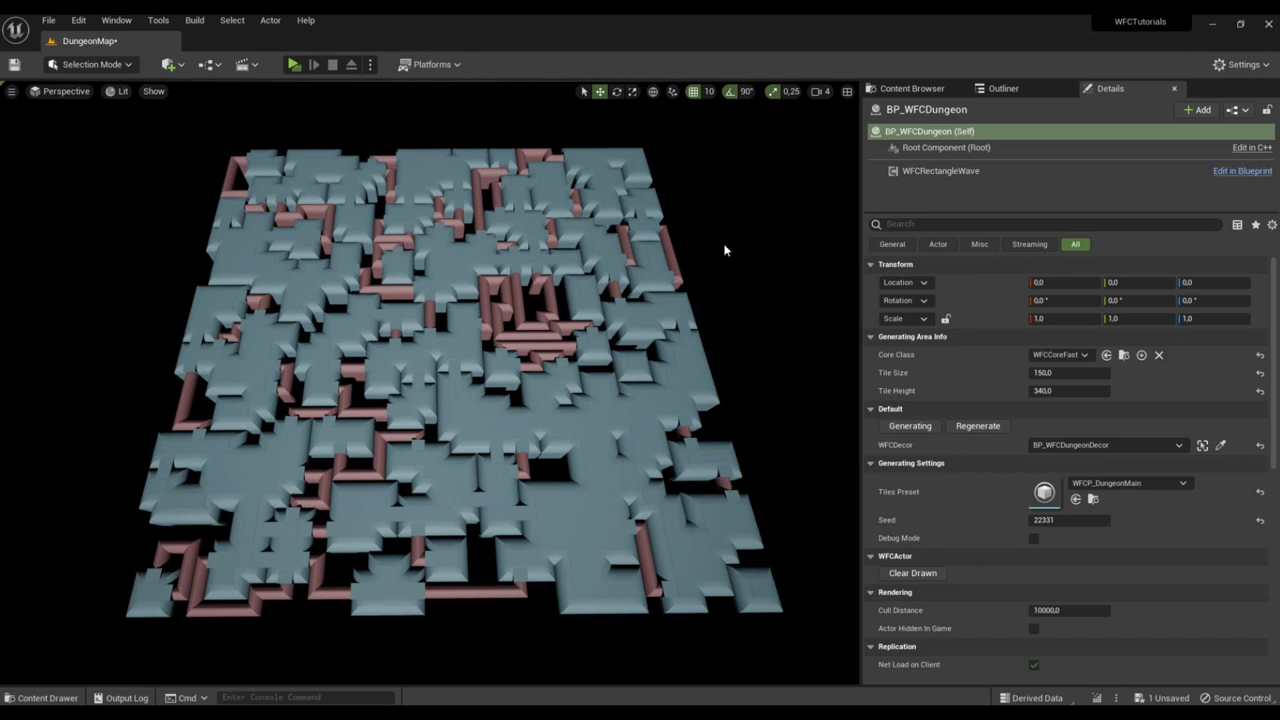 File Edit Window Tools Build Select Actor Help
WFCTutorials
DungeonMap•
Selection Mode
Platforms
Settings
Perspective Lit Show
10 90° 0,25 4
Content Browser Outliner Details
BP_WFCDungeon
Add
BP_WFCDungeon (Self)
Root Component (Root) Edit in C++
WFCRectangleWave Edit in Blueprint
Search
General Actor Misc Streaming All
Transform
Location 0,0 0,0 0,0
Rotation 0,0 ° 0,0 ° 0,0 °
Scale 1,0 1,0 1,0
Generating Area Info
Core Class WFCCoreFast
Tile Size 150,0
Tile Height 340,0
Default
Generating Regenerate
WFCDecor BP_WFCDungeonDecor
Generating Settings
Tiles Preset WFCP_DungeonMain
Seed 22331
Debug Mode
WFCActor
Clear Drawn
Rendering
Cull Distance 10000,0
Actor Hidden In Game
Replication
Net Load on Client
Content Drawer Output Log Cmd Enter Console Command Derived Data 1 Unsaved Source Control